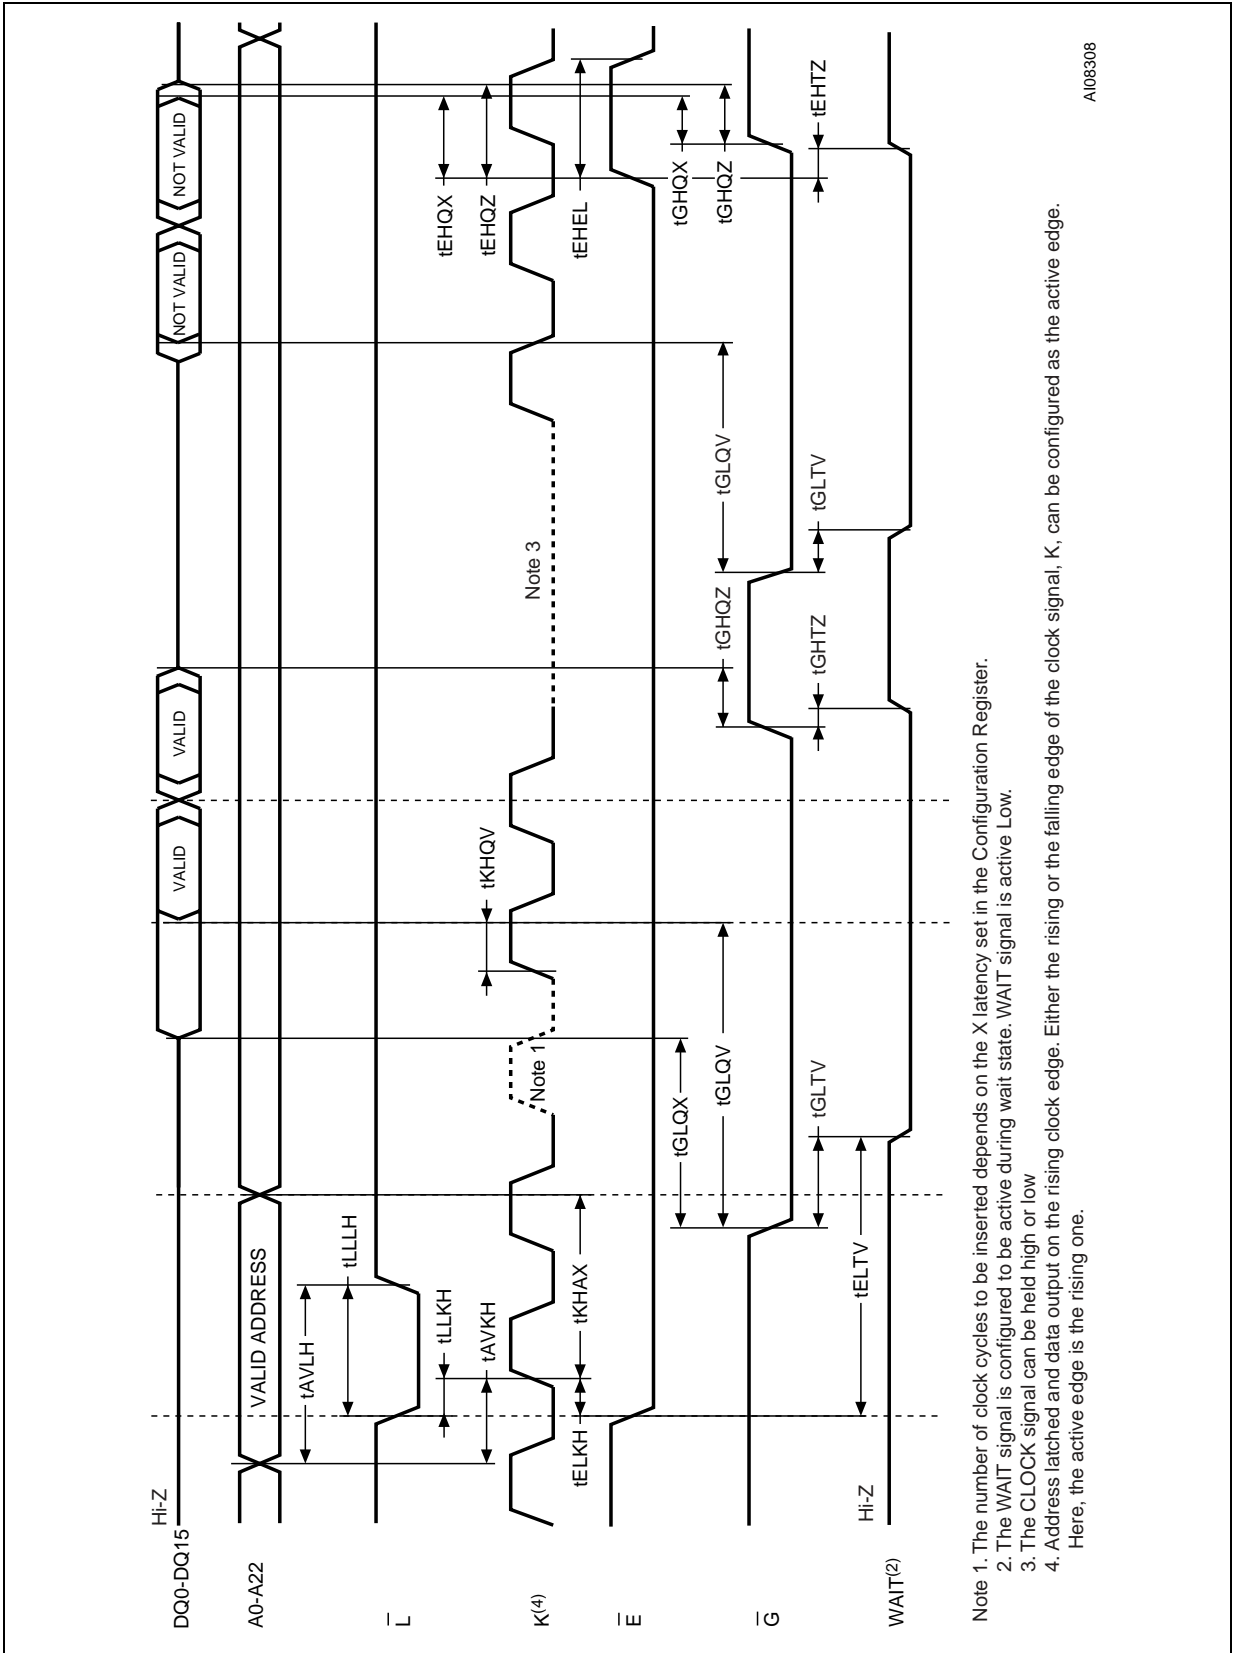 Hi-Z
DQ0-DQ15
VALID
VALID
NOT VALID
NOT VALID
A0-A22
VALID ADDRESS
tAVLH
tLLLH
L
tLLKH
tAVKH
tKHQV
tEHQX
tEHQZ
K(4)
Note 1
Note 3
tELKH
tKHAX
tEHEL
E
tGLQX
tGHQX
tGLQV
tGHQZ
tGLQV
tGHQZ
G
tGLTV
tGHTZ
tGLTV
tEHTZ
tELTV
Hi-Z
WAIT(2)
Note 1. The number of clock cycles to be inserted depends on the X latency set in the Configuration Register.
2. The WAIT signal is configured to be active during wait state. WAIT signal is active Low.
3. The CLOCK signal can be held high or low
4. Address latched and data output on the rising clock edge. Either the rising or the falling edge of the clock signal, K, can be configured as the active edge.
Here, the active edge is the rising one.
AI08308